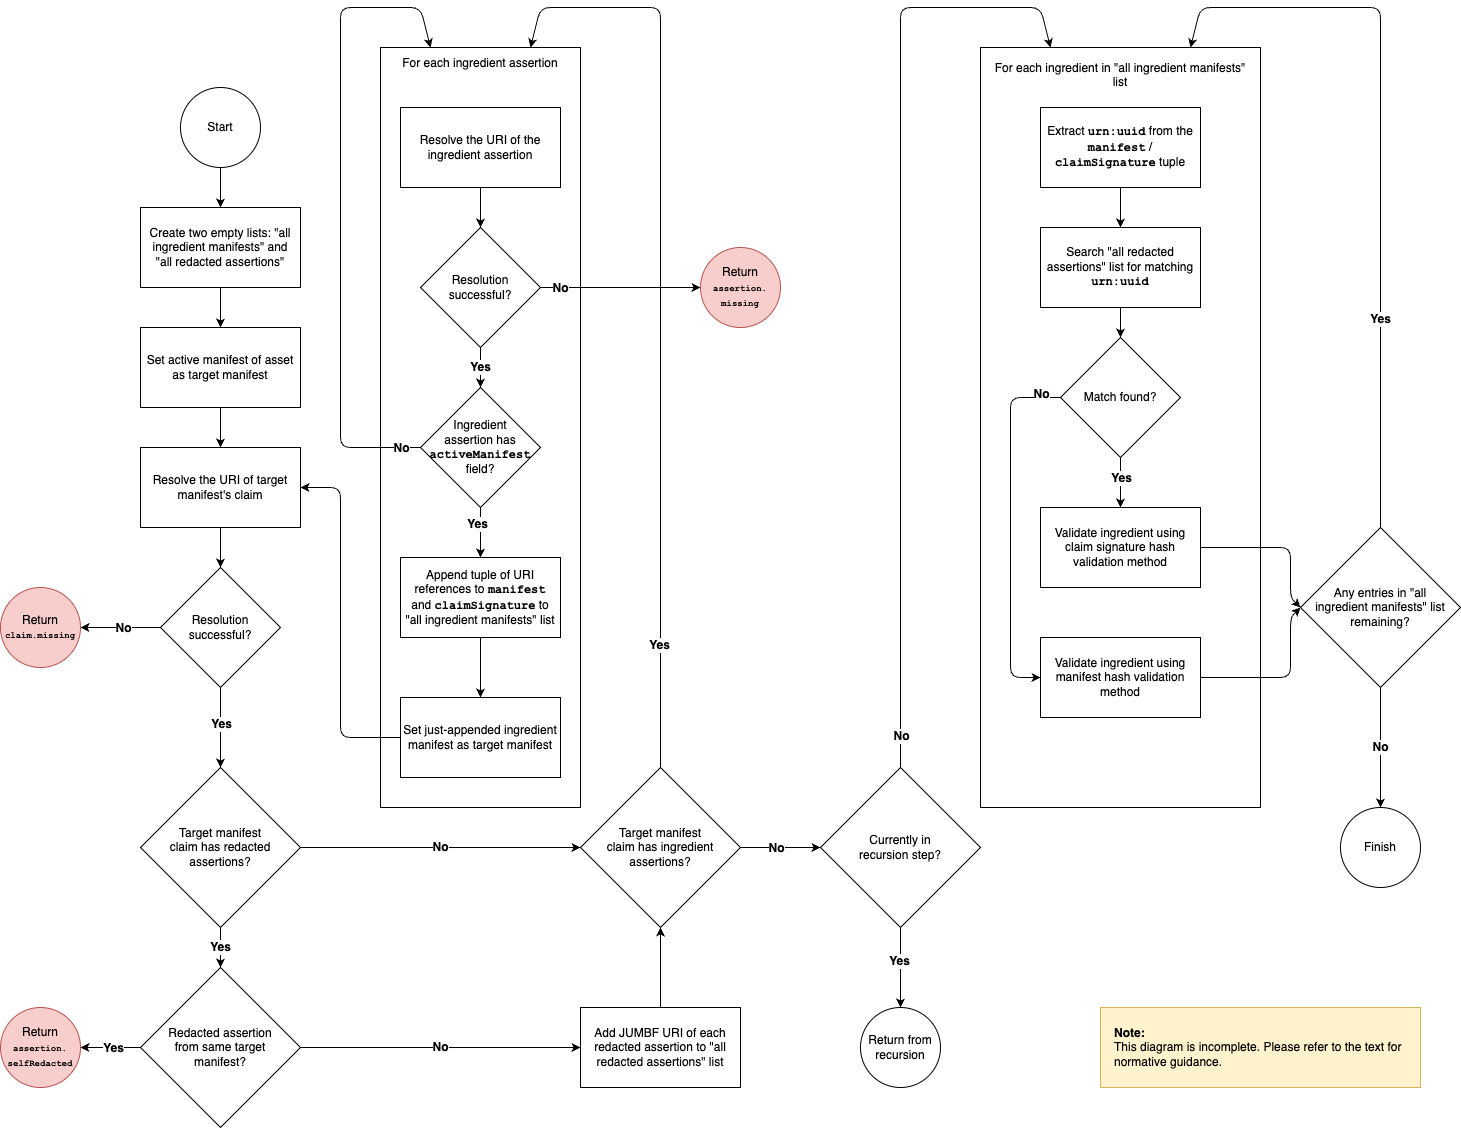 Start
Create two empty lists: "all
ingredient manifests" and
"all redacted assertions"
Set active manifest of asset
as target manifest
Resolve the URI of target
manifest's claim
Resolution
successful?
No
Return
claim.missing
Yes
Target manifest
claim has redacted
assertions?
No
Yes
Redacted assertion
from same target
manifest?
Yes
Return
assertion.
selfRedacted
No
Add JUMBF URI of each
redacted assertion to "all
redacted assertions" list
Target manifest
claim has ingredient
assertions?
Yes
No
For each ingredient assertion
Resolve the URI of the
ingredient assertion
Resolution
successful?
No
Return
assertion.
missing
Yes
Ingredient
assertion has
activeManifest
field?
No
Yes
Append tuple of URI
references to manifest
and claimSignature to
"all ingredient manifests" list
Set just-appended ingredient
manifest as target manifest
Currently in
recursion step?
No
Yes
Return from
recursion
For each ingredient in "all ingredient manifests"
list
Extract urn:uuid from the
manifest /
claimSignature tuple
Search "all redacted
assertions" list for matching
urn:uuid
Match found?
No
Yes
Validate ingredient using
claim signature hash
validation method
Validate ingredient using
manifest hash validation
method
Any entries in "all
ingredient manifests" list
remaining?
Yes
No
Finish
Note:
This diagram is incomplete. Please refer to the text for
normative guidance.